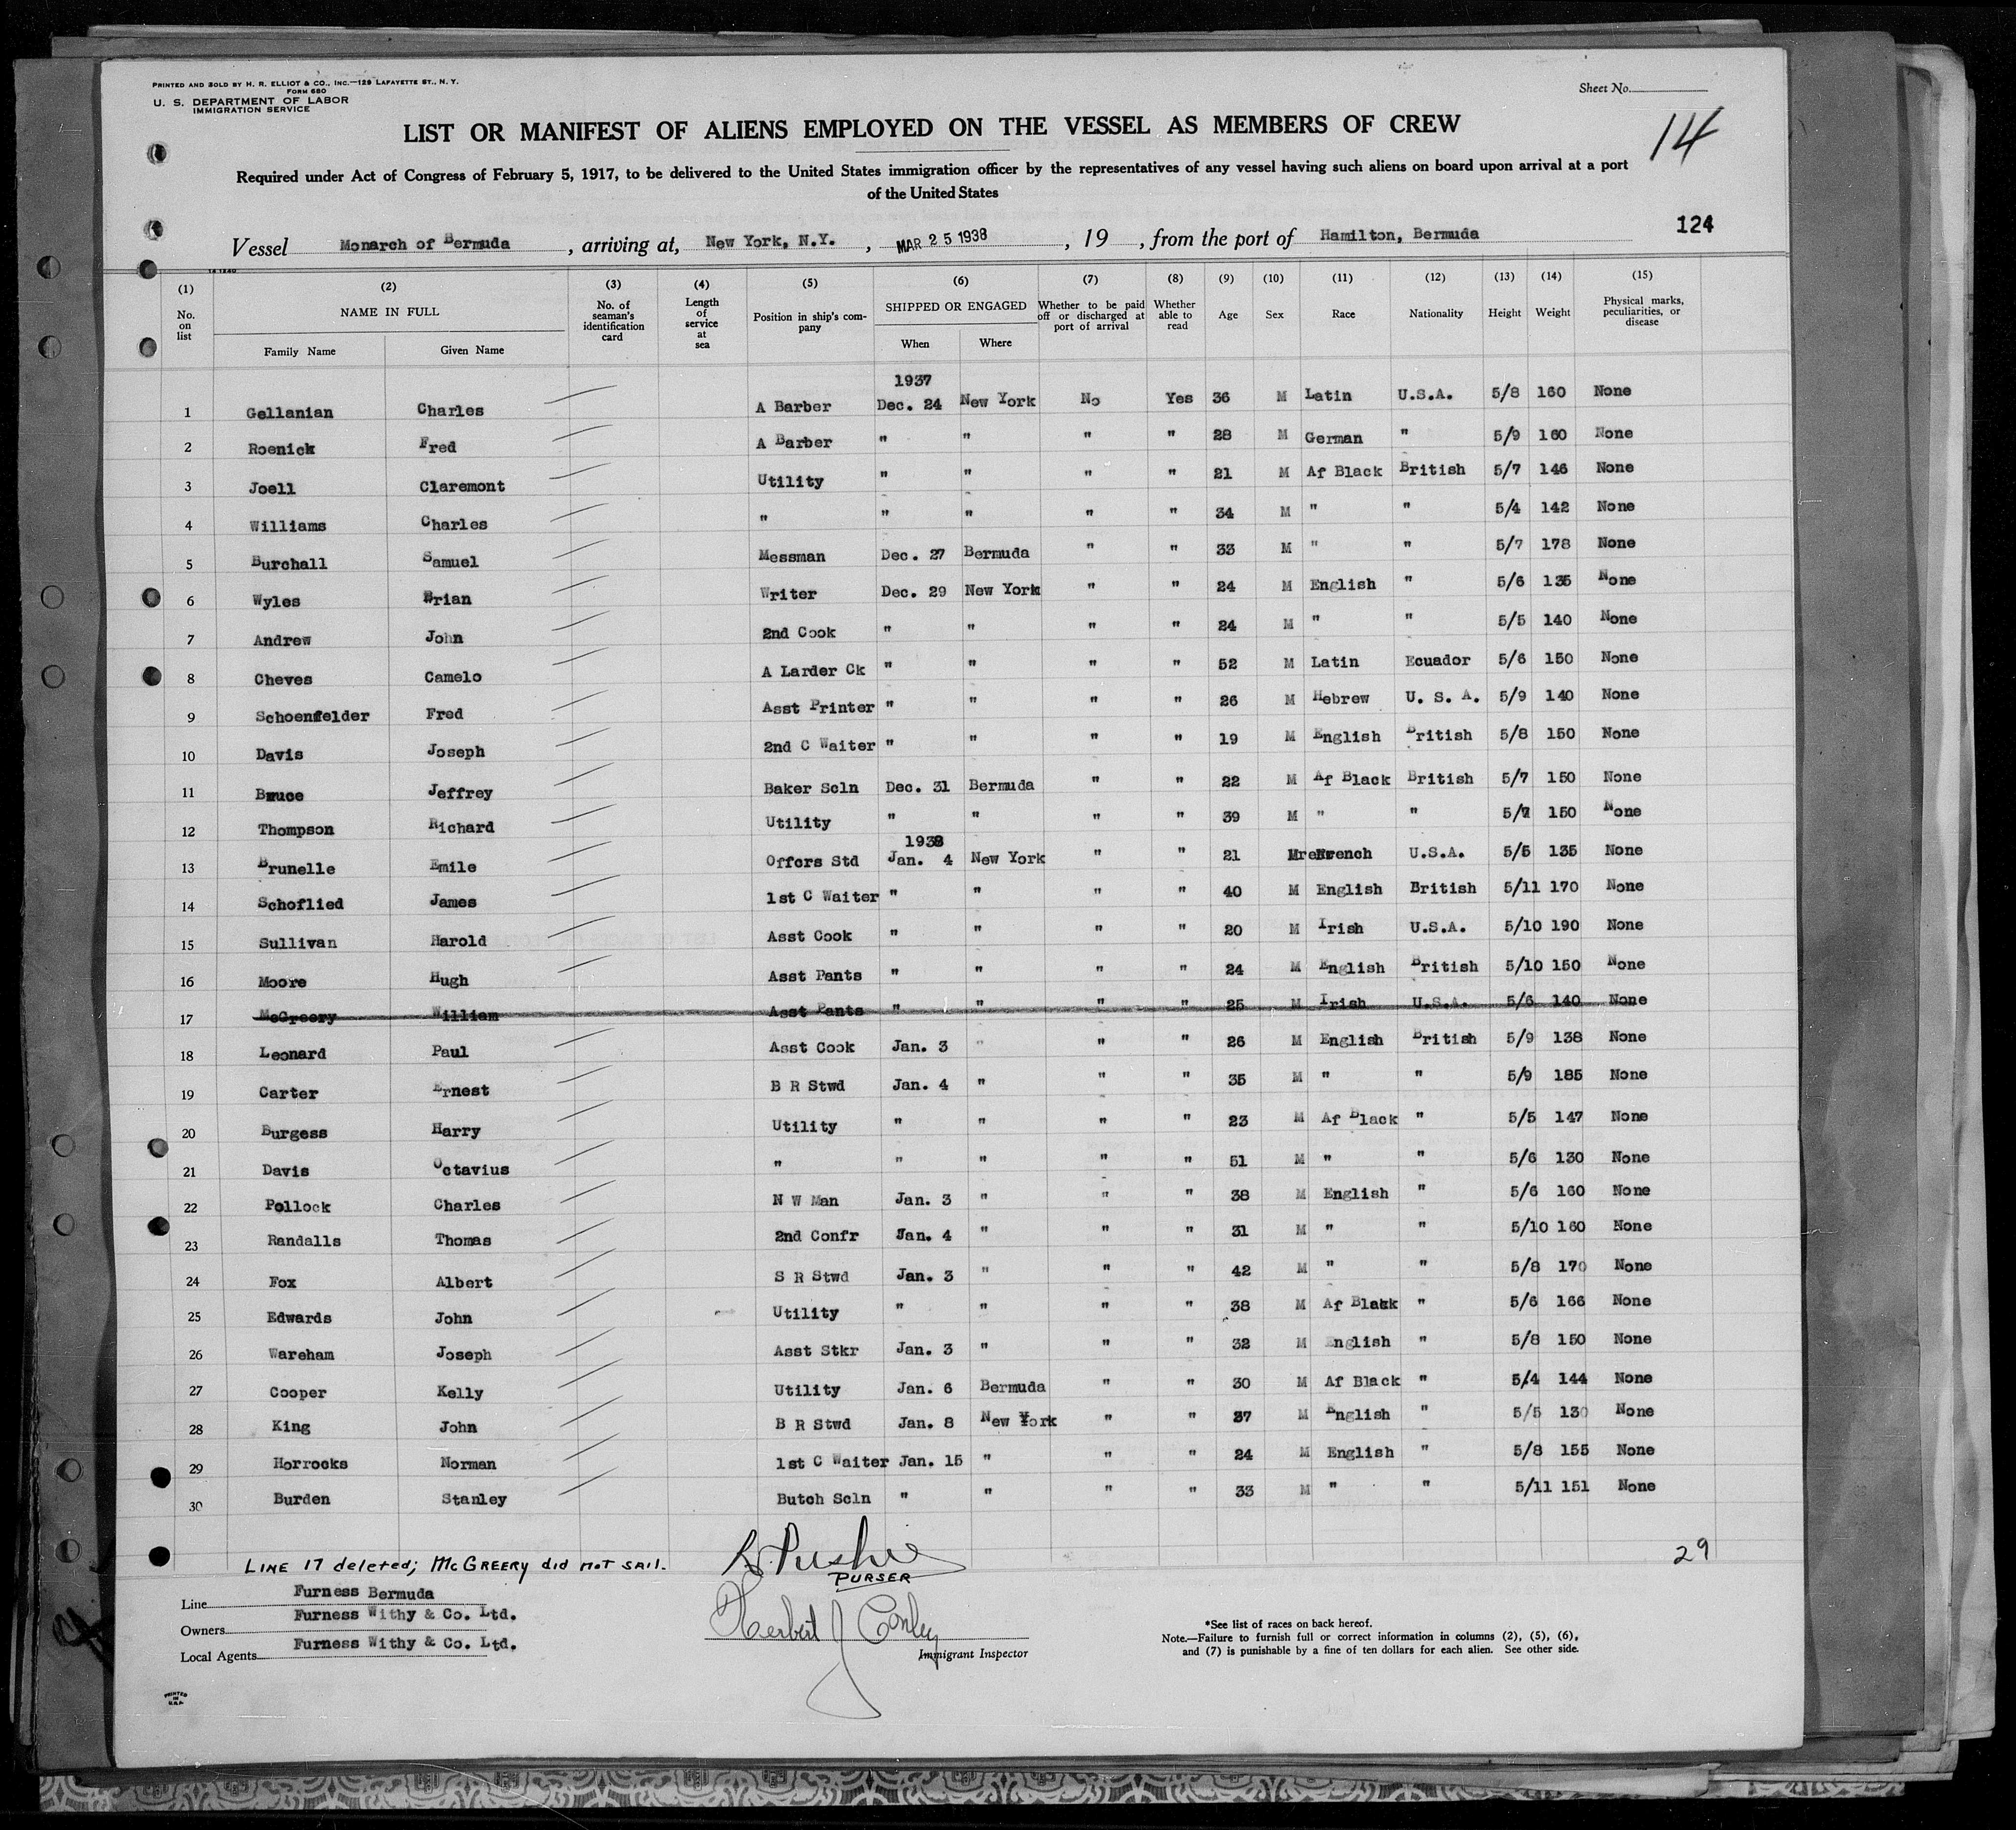 PRINTED AND SOLD BY H. R. ELLIOT & CO., INC.—129 LAFAYETTE ST., N. Y.
FORM 680
U. S. DEPARTMENT OF LABOR
IMMIGRATION SERVICE
Sheet No.
14
LIST OR MANIFEST OF ALIENS EMPLOYED ON THE VESSEL AS MEMBERS OF CREW
Required under Act of Congress of February 5, 1917, to be delivered to the United States immigration officer by the representatives of any vessel having such aliens on board upon arrival at a port
of the United States
124
Vessel Monarch of Bermuda, arriving at, New York, N.Y., MAR 25 1938, 19 , from the port of Hamilton, Bermuda
(1) (2) (3) (4) (5) (6) (7) (8) (9) (10) (11) (12) (13) (14) (15)
No. on list NAME IN FULL Family Name Given Name No. of seaman's identification card Length of service at sea Position in ship's company SHIPPED OR ENGAGED When Where Whether to be paid off or discharged at port of arrival Whether able to read Age Sex Race Nationality Height Weight Physical marks, peculiarities, or disease
1937
1 Gellanian Charles A Barber Dec. 24 New York No Yes 36 M Latin U.S.A. 5/8 160 None
2 Roenick Fred A Barber " " " " 28 M German " 5/9 160 None
3 Joell Claremont Utility " " " " 21 M Af Black British 5/7 146 None
4 Williams Charles " " " " " 34 M " " 5/4 142 None
5 Burchall Samuel Messman Dec. 27 Bermuda " " 33 M " " 5/7 178 None
6 Wyles Brian Writer Dec. 29 New York " " 24 M English " 5/6 135 None
7 Andrew John 2nd Cook " " " " 24 M " " 5/5 140 None
8 Cheves Camelo A Larder Ck " " " " 52 M Latin Ecuador 5/6 150 None
9 Schoenfelder Fred Asst Printer " " " " 26 M Hebrew U. S. A. 5/9 140 None
10 Davis Joseph 2nd C Waiter " " " " 19 M English British 5/8 150 None
11 Bruce Jeffrey Baker Scln Dec. 31 Bermuda " " 22 M Af Black British 5/7 150 None
12 Thompson Richard Utility " " " " 39 M " " 5/7 150 None
1938
13 Brunelle Emile Offcrs Std Jan. 4 New York " " 21 M French U.S.A. 5/5 135 None
14 Schoflied James 1st C Waiter " " " " 40 M English British 5/11 170 None
15 Sullivan Harold Asst Cook " " " " 20 M Irish U.S.A. 5/10 190 None
16 Moore Hugh Asst Pants " " " " 24 M English British 5/10 150 None
17 McGreery William Asst Pants " " " " 25 M Irish U.S.A. 5/6 140 None
18 Leonard Paul Asst Cook Jan. 3 " " " 26 M English British 5/9 138 None
19 Carter Ernest B R Stwd Jan. 4 " " " 35 M " " 5/9 185 None
20 Burgess Harry Utility " " " " 23 M Af Black " 5/5 147 None
21 Davis Octavius " " " " " 51 M " " 5/6 130 None
22 Pollock Charles N W Man Jan. 3 " " " 38 M English " 5/6 160 None
23 Randalls Thomas 2nd Confr Jan. 4 " " " 31 M " " 5/10 160 None
24 Fox Albert S R Stwd Jan. 3 " " " 42 M " " 5/8 170 None
25 Edwards John Utility " " " " 38 M Af Black " 5/6 166 None
26 Wareham Joseph Asst Stkr Jan. 3 " " " 32 M English " 5/8 150 None
27 Cooper Kelly Utility Jan. 6 Bermuda " " 30 M Af Black " 5/4 144 None
28 King John B R Stwd Jan. 8 New York " " 37 M English " 5/5 130 None
29 Horrocks Norman 1st C Waiter Jan. 15 " " " 24 M English " 5/8 155 None
30 Burden Stanley Butch Scln " " " " 33 M " " 5/11 151 None
LINE 17 deleted; McGREERY did not sail.
PURSER
29
Line Furness Bermuda
Owners Furness Withy & Co. Ltd.
Local Agents Furness Withy & Co. Ltd.
Herbert J Conley
Immigrant Inspector
*See list of races on back hereof.
Note.—Failure to furnish full or correct information in columns (2), (5), (6),
and (7) is punishable by a fine of ten dollars for each alien. See other side.
PRINTED
IN
U.S.A.